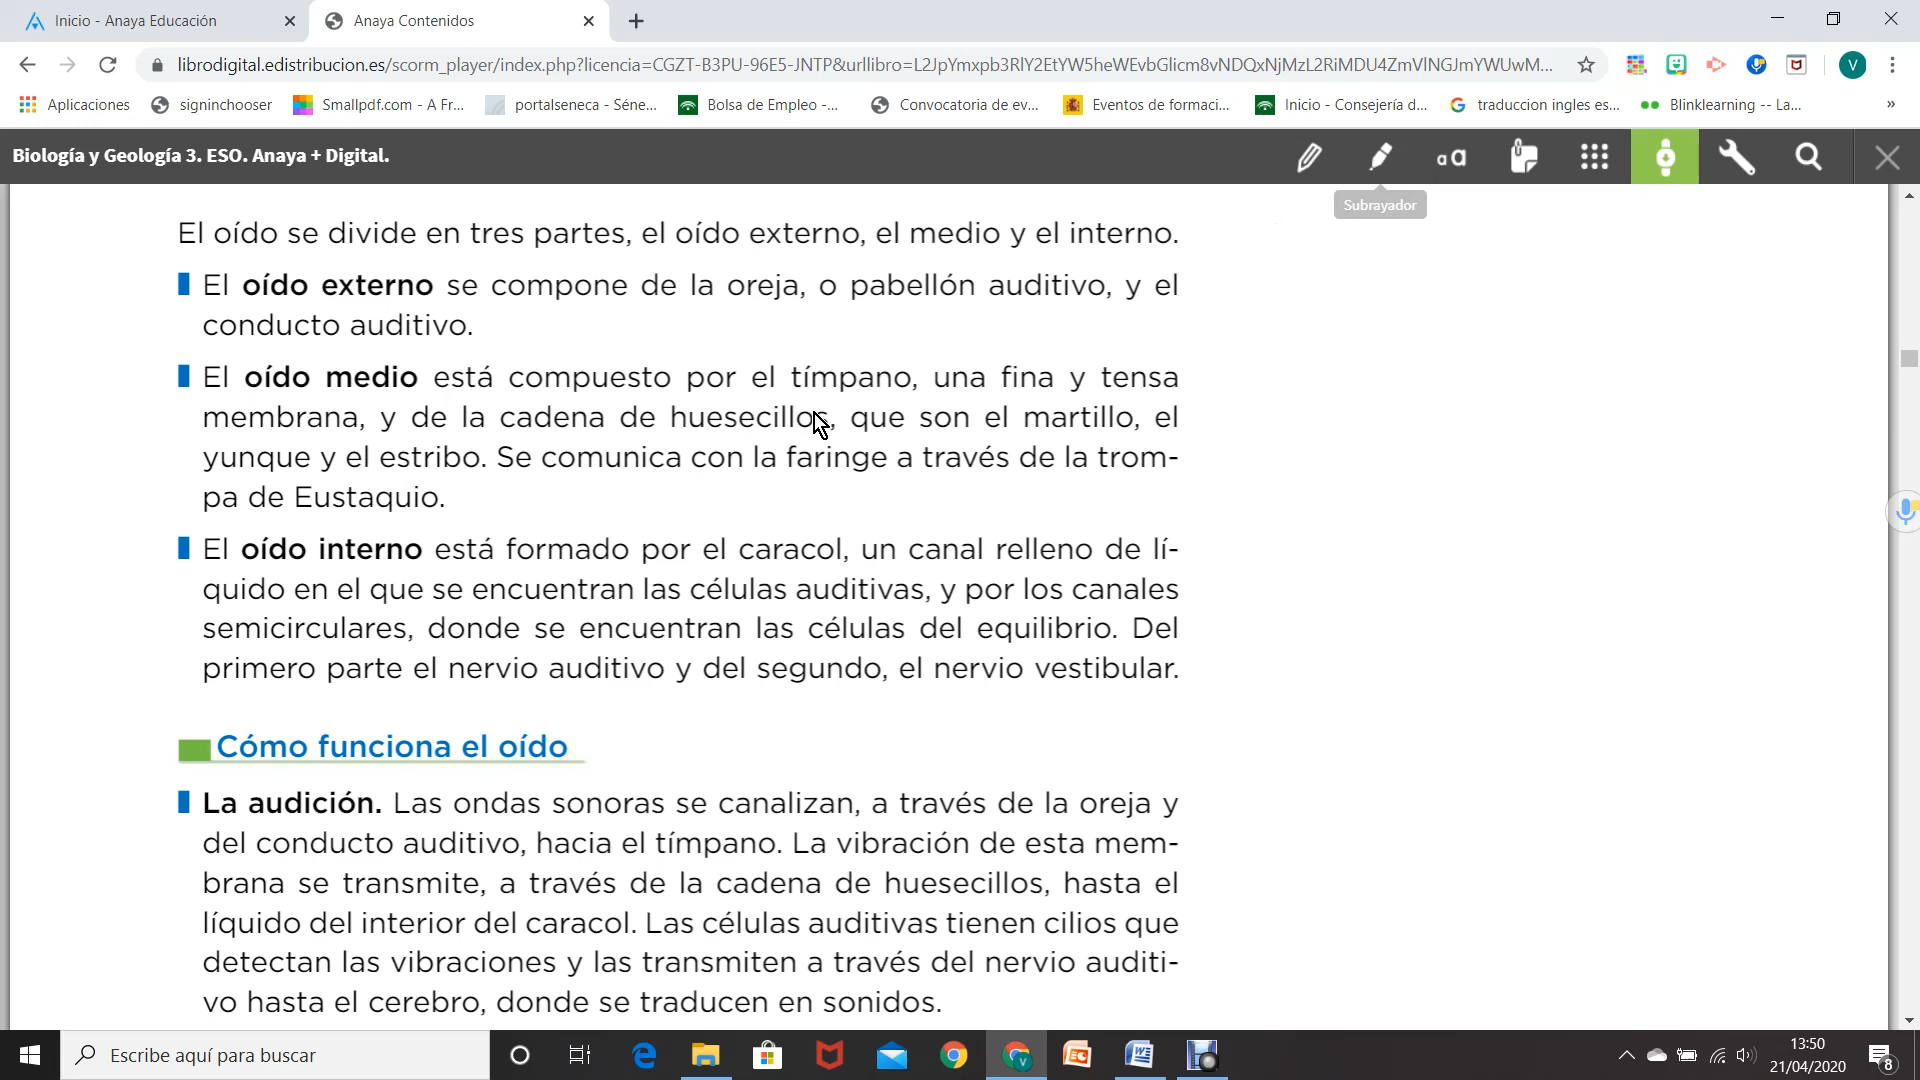 Inicio - Anaya Educación
Anaya Contenidos
librodigital.edistribucion.es/scorm_player/index.php?licencia=CGZT-B3PU-96E5-JNTP&urllibro=L2JpYmxpb3RlY2EtYW5heWEvbGlicm8vNDQxNjMzL2RiMDU4ZmVlNGJmYWUwM...
V
Aplicaciones
signinchooser
Smallpdf.com - A Fr...
portalseneca - Séne...
Bolsa de Empleo -...
Convocatoria de ev...
Eventos de formaci...
Inicio - Consejería d...
traduccion ingles es...
Blinklearning -- La...
»
Biología y Geología 3. ESO. Anaya + Digital.
aa
Subrayador
El oído se divide en tres partes, el oído externo, el medio y el interno.
El oído externo se compone de la oreja, o pabellón auditivo, y el
conducto auditivo.
El oído medio está compuesto por el tímpano, una fina y tensa
membrana, y de la cadena de huesecillos, que son el martillo, el
yunque y el estribo. Se comunica con la faringe a través de la trom-
pa de Eustaquio.
El oído interno está formado por el caracol, un canal relleno de lí-
quido en el que se encuentran las células auditivas, y por los canales
semicirculares, donde se encuentran las células del equilibrio. Del
primero parte el nervio auditivo y del segundo, el nervio vestibular.
Cómo funciona el oído
La audición. Las ondas sonoras se canalizan, a través de la oreja y
del conducto auditivo, hacia el tímpano. La vibración de esta mem-
brana se transmite, a través de la cadena de huesecillos, hasta el
líquido del interior del caracol. Las células auditivas tienen cilios que
detectan las vibraciones y las transmiten a través del nervio auditi-
vo hasta el cerebro, donde se traducen en sonidos.
Escribe aquí para buscar
13:50
21/04/2020
8